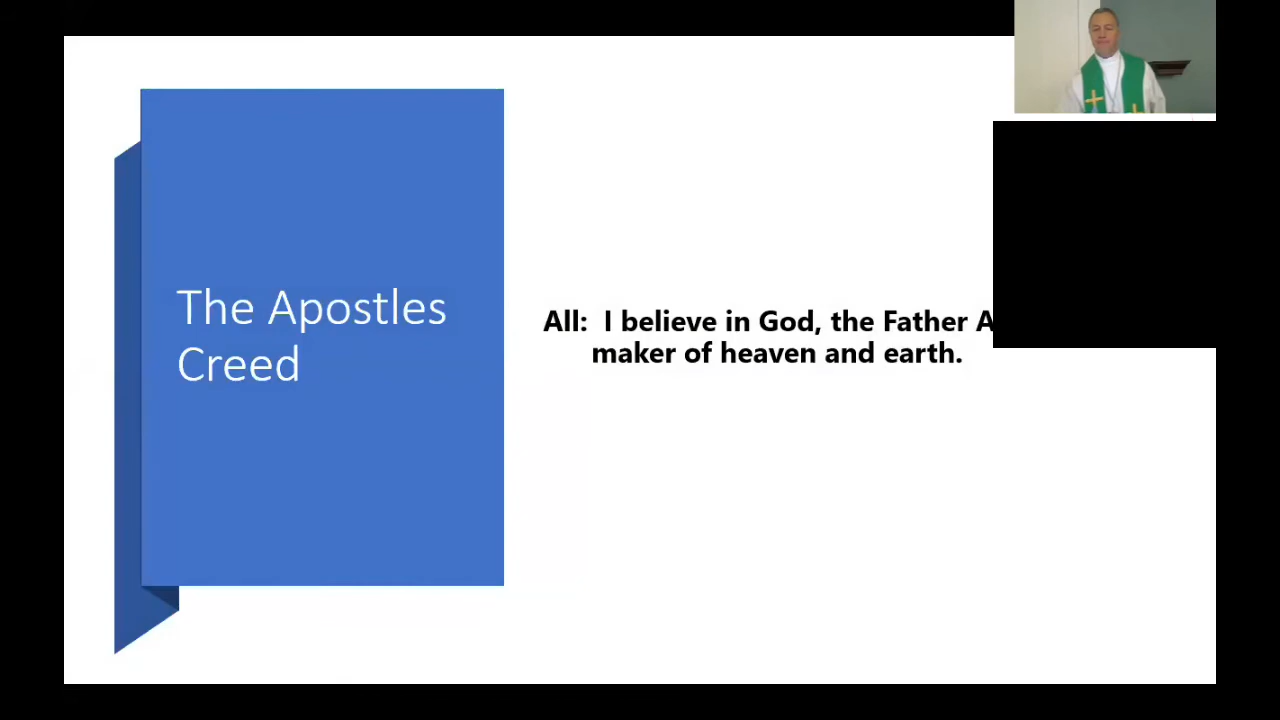 The Apostles
Creed
All: I believe in God, the Father A
maker of heaven and earth.